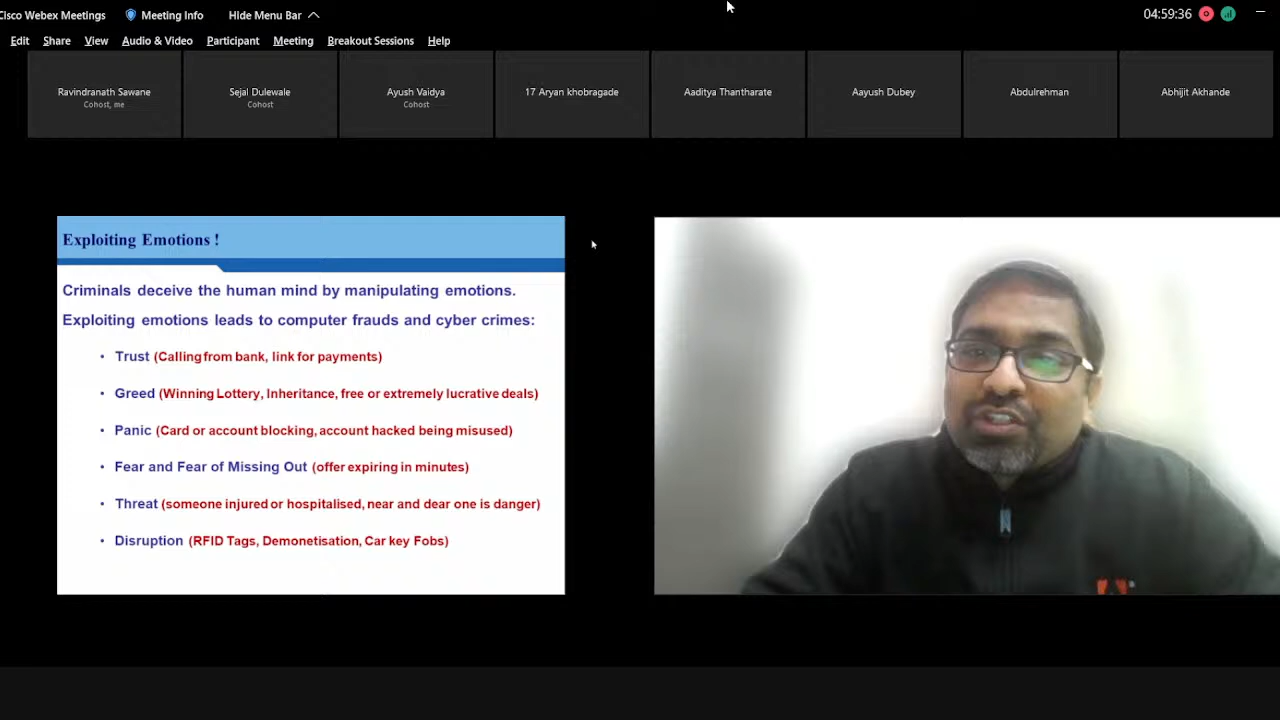 Cisco Webex Meetings Meeting Info Hide Menu Bar 04:59:36
Edit Share View Audio & Video Participant Meeting Breakout Sessions Help
Ravindranath Sawane Sejal Dulewale Ayush Vaidya 17 Aryan khobragade Aaditya Thantharate Aayush Dubey Abdulrehman Abhijit Akhande
Cohost, me Cohost Cohost
Exploiting Emotions !
Criminals deceive the human mind by manipulating emotions.
Exploiting emotions leads to computer frauds and cyber crimes:
• Trust (Calling from bank, link for payments)
• Greed (Winning Lottery, Inheritance, free or extremely lucrative deals)
• Panic (Card or account blocking, account hacked being misused)
• Fear and Fear of Missing Out (offer expiring in minutes)
• Threat (someone injured or hospitalised, near and dear one is danger)
• Disruption (RFID Tags, Demonetisation, Car key Fobs)